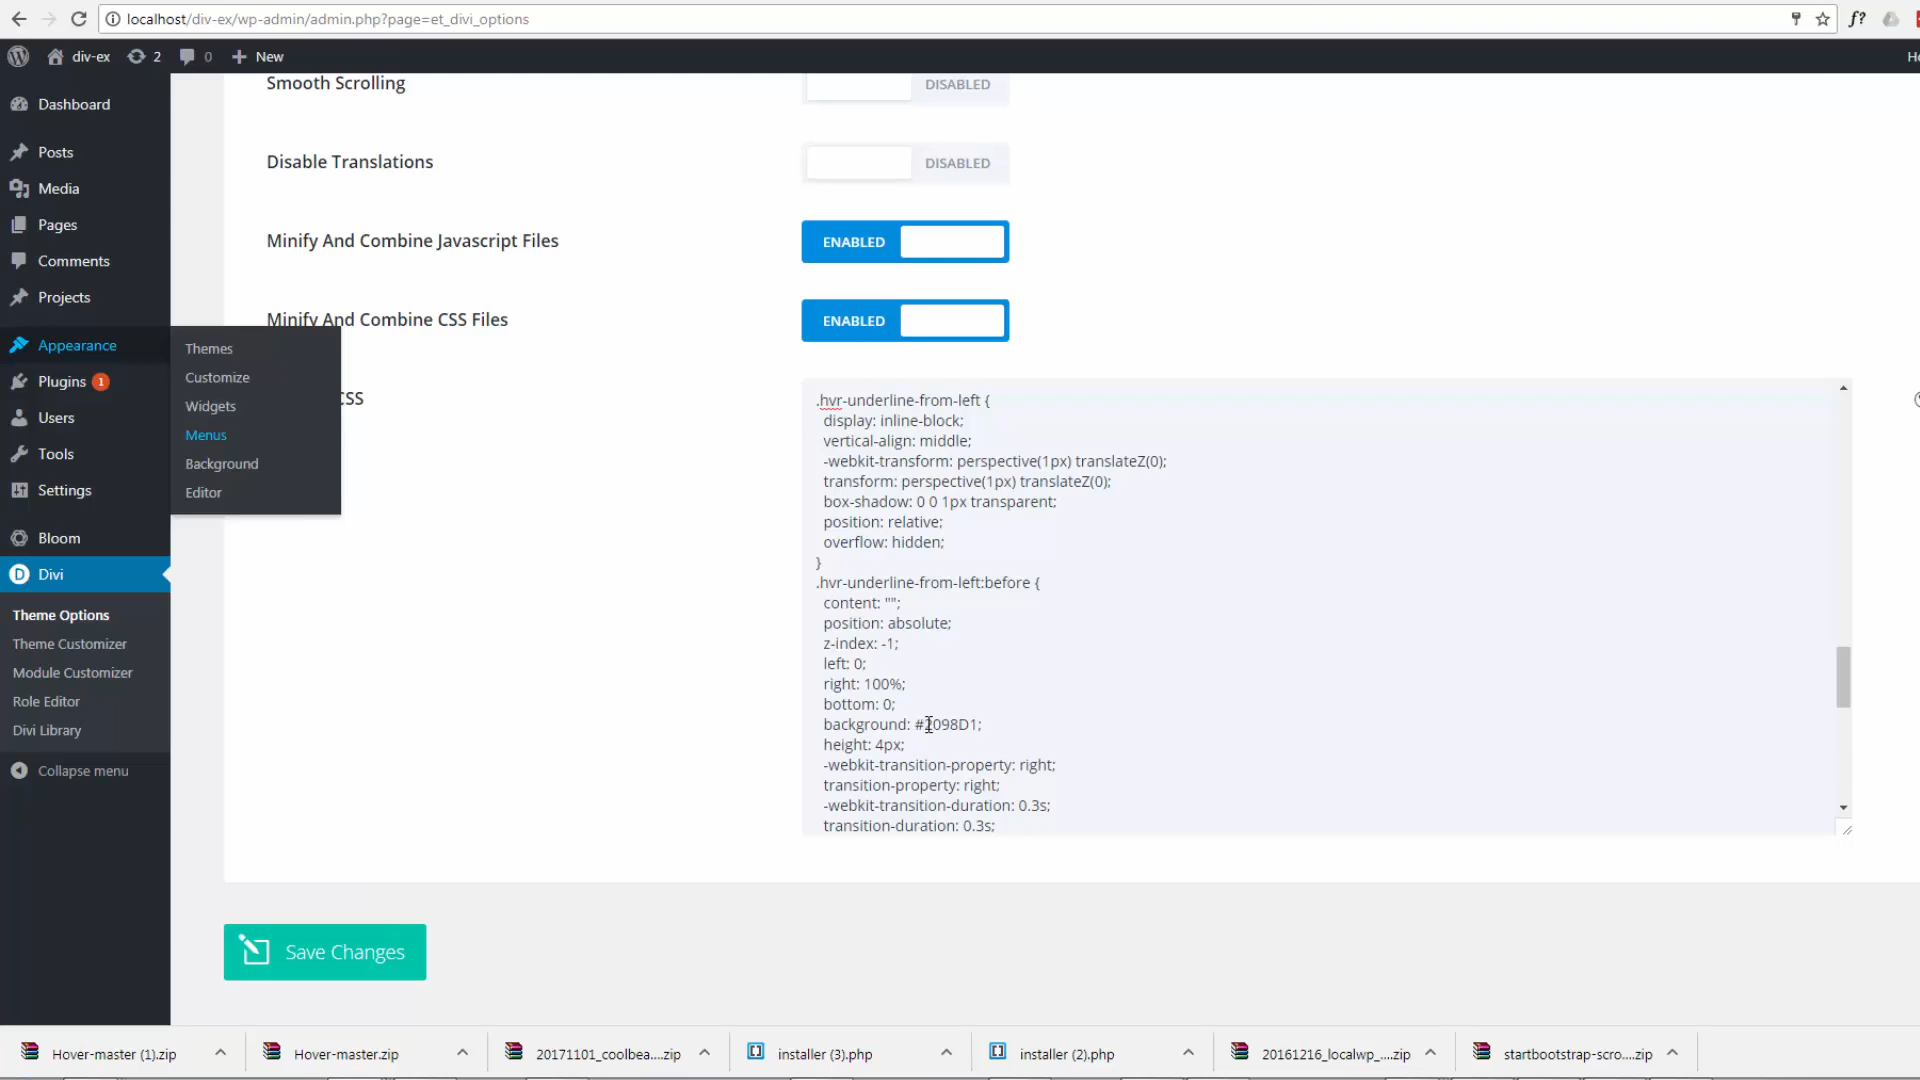 localhost/div-ex/wp-admin/admin.php?page=et_divi_options
f?
div-ex
2
0
New
Dashboard
Posts
Media
Pages
Comments
Projects
Appearance
Plugins 1
Users
Tools
Settings
Bloom
Divi
Theme Options
Theme Customizer
Module Customizer
Role Editor
Divi Library
Collapse menu
Themes
Customize
Widgets
Menus
Background
Editor
Smooth Scrolling
DISABLED
Disable Translations
DISABLED
Minify And Combine Javascript Files
ENABLED
Minify And Combine CSS Files
ENABLED
CSS
.hvr-underline-from-left {
display: inline-block;
vertical-align: middle;
-webkit-transform: perspective(1px) translateZ(0);
transform: perspective(1px) translateZ(0);
box-shadow: 0 0 1px transparent;
position: relative;
overflow: hidden;
}
.hvr-underline-from-left:before {
content: "";
position: absolute;
z-index: -1;
left: 0;
right: 100%;
bottom: 0;
background: #2098D1;
height: 4px;
-webkit-transition-property: right;
transition-property: right;
-webkit-transition-duration: 0.3s;
transition-duration: 0.3s;
Save Changes
Hover-master (1).zip
Hover-master.zip
20171101_coolbea....zip
installer (3).php
installer (2).php
20161216_localwp_....zip
startbootstrap-scro....zip